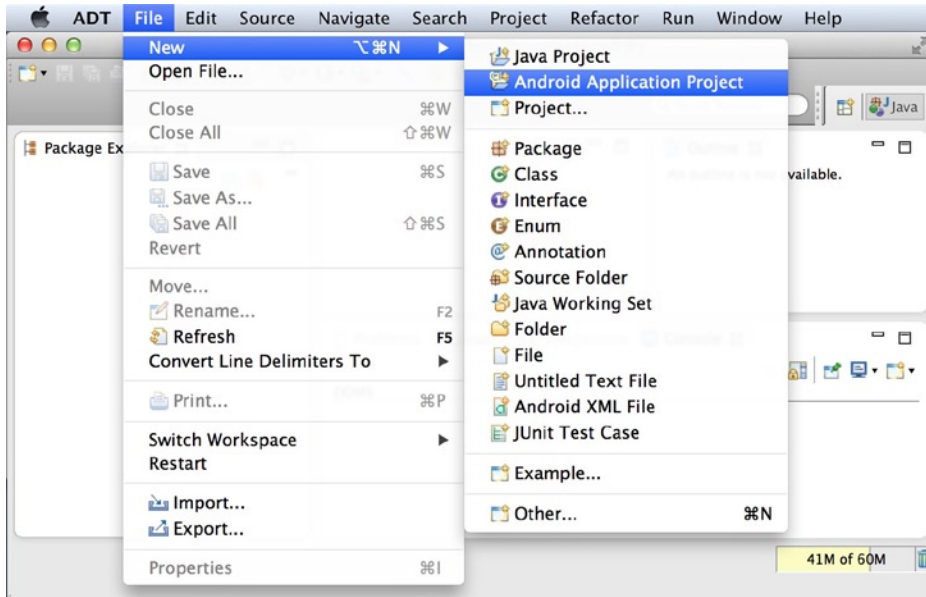 ADT File Edit Source Navigate Search Project Refactor Run Window Help
New ⌥⌘N ▶
Open File...
Close ⌘W
Close All ⇧⌘W
Save ⌘S
Save As...
Save All ⇧⌘S
Revert
Move...
Rename... F2
Refresh F5
Convert Line Delimiters To ▶
Print... ⌘P
Switch Workspace ▶
Restart
Import...
Export...
Properties ⌘I
Java Project
Android Application Project
Project...
Package
Class
Interface
Enum
Annotation
Source Folder
Java Working Set
Folder
File
Untitled Text File
Android XML File
JUnit Test Case
Example...
Other... ⌘N
Java
Package Ex
vailable.
41M of 60M